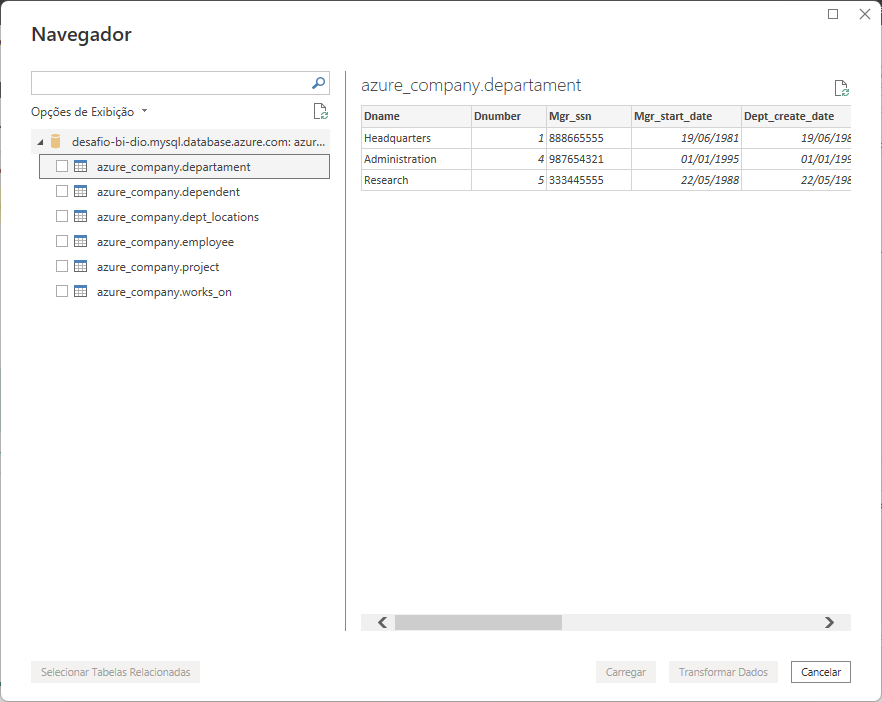 Navegador
Opções de Exibição
desafio-bi-dio.mysql.database.azure.com: azur...
azure_company.departament
azure_company.dependent
azure_company.dept_locations
azure_company.employee
azure_company.project
azure_company.works_on
azure_company.departament
Dname Dnumber Mgr_ssn Mgr_start_date Dept_create_date
Headquarters 1 888665555 19/06/1981 19/06/198
Administration 4 987654321 01/01/1995 01/01/199
Research 5 333445555 22/05/1988 22/05/198
Selecionar Tabelas Relacionadas Carregar Transformar Dados Cancelar